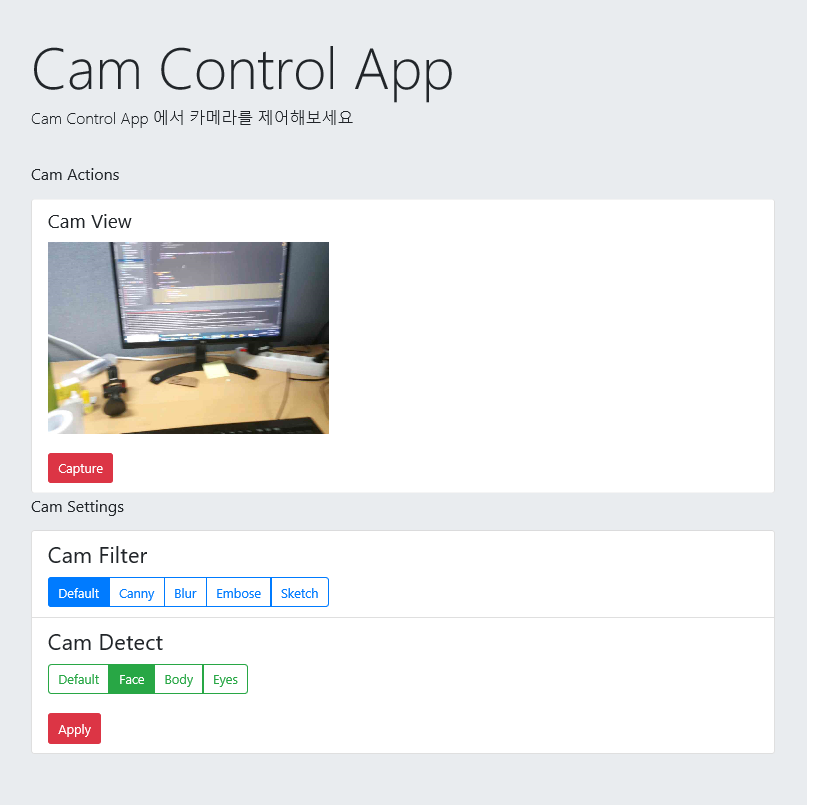 Cam Control App
Cam Control App 에서 카메라를 제어해보세요
Cam Actions
Cam View
Capture
Cam Settings
Cam Filter
Default Canny Blur Embose Sketch
Cam Detect
Default Face Body Eyes
Apply